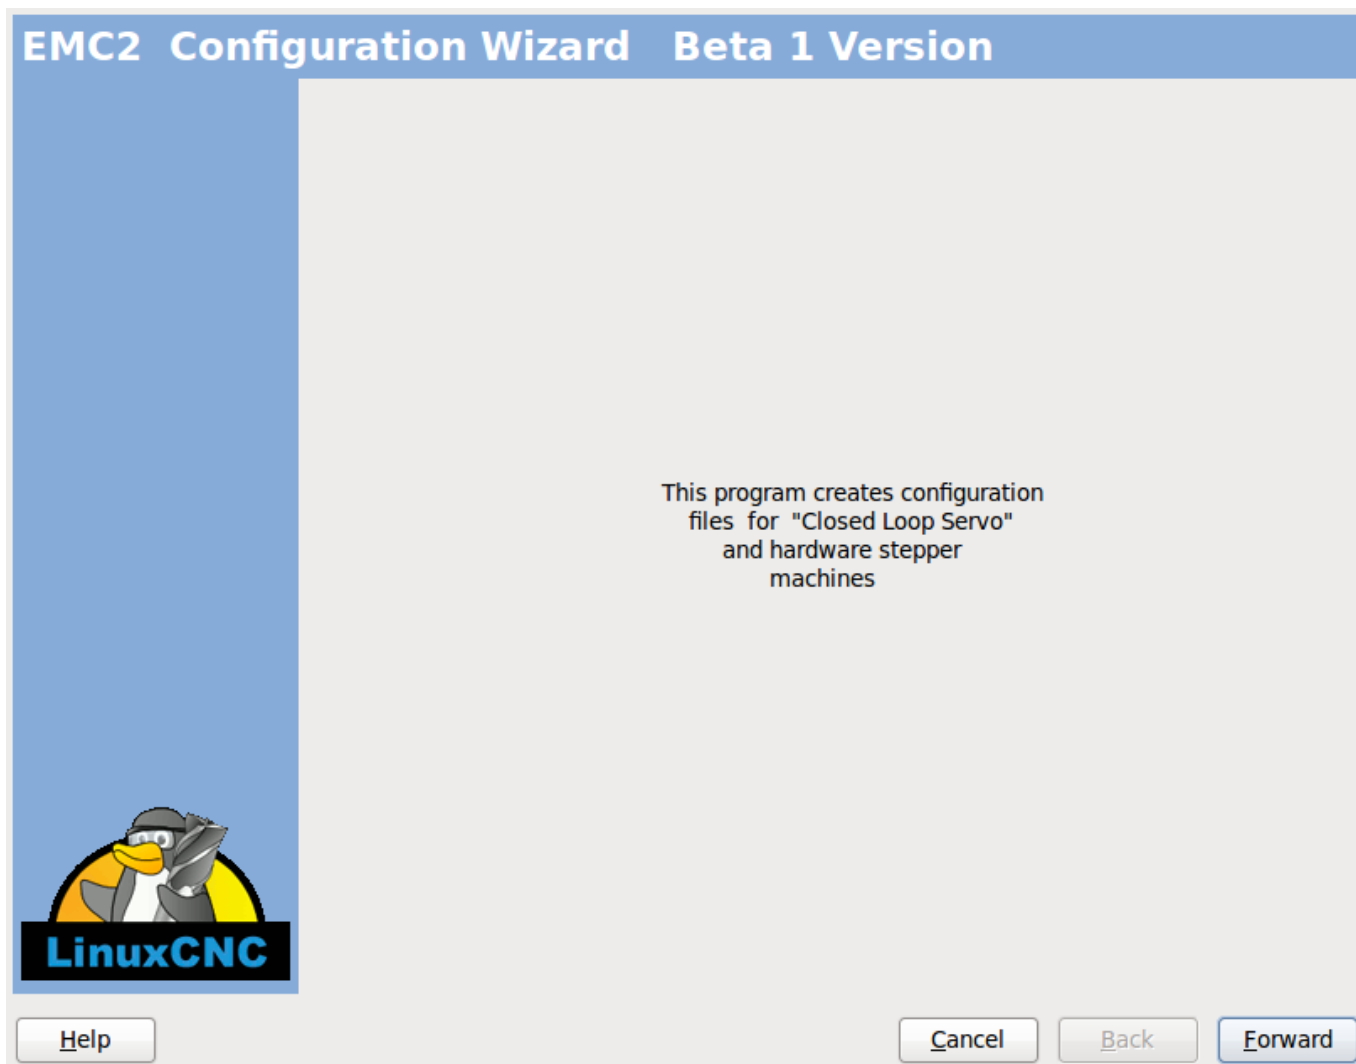 EMC2  Configuration Wizard   Beta 1 Version
This program creates configuration
files  for  "Closed Loop Servo"
and hardware stepper
machines
LinuxCNC
Help
Cancel
Back
Forward